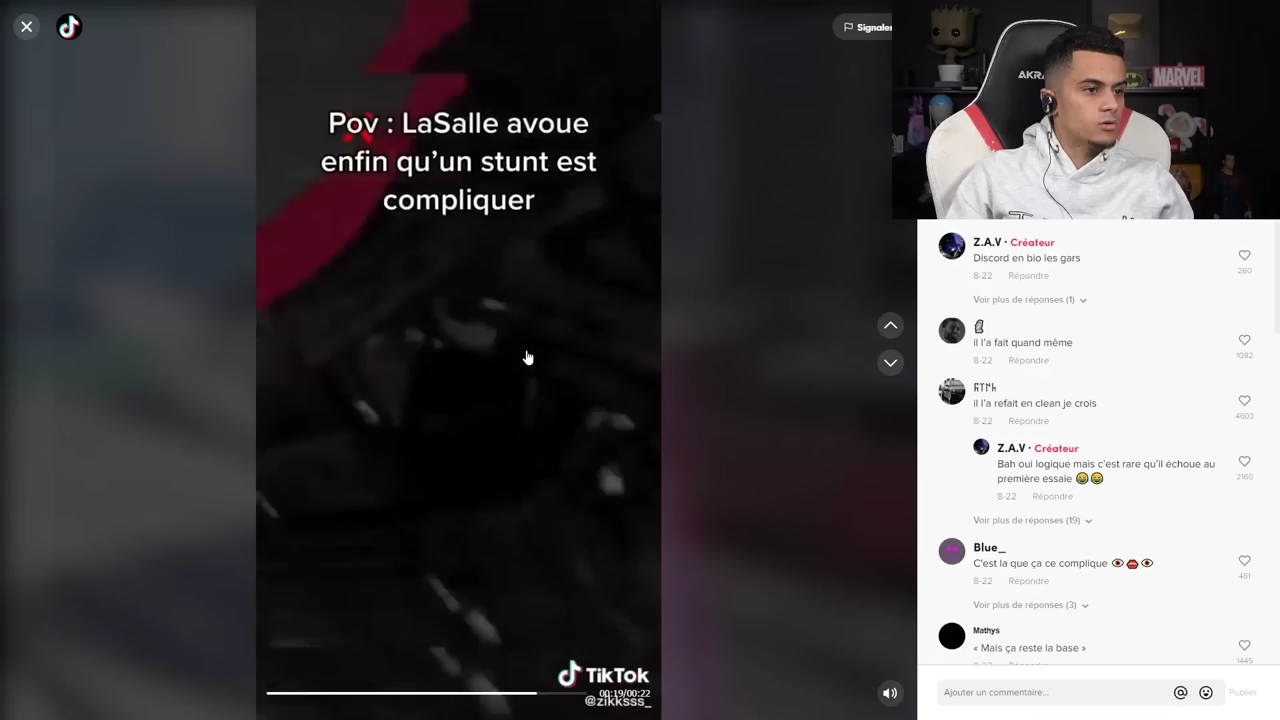 Signaler
AKRA
MARVEL
Pov : LaSalle avoue
enfin qu’un stunt est
compliquer
TikTok
00:19/00:22
@zikksss_
Z.A.V · Créateur
Discord en bio les gars
8-22 Répondre
260
Voir plus de réponses (1)
il l’a fait quand même
8-22 Répondre
1082
il l’a refait en clean je crois
8-22 Répondre
4603
Z.A.V · Créateur
Bah oui logique mais c’est rare qu’il échoue au
première essaie 😂😂
8-22 Répondre
2160
Voir plus de réponses (19)
Blue_
C'est la que ça ce complique 👁️👄👁️
8-22 Répondre
461
Voir plus de réponses (3)
Mathys
« Mais ça reste la base »
1445
Ajouter un commentaire...
Publier